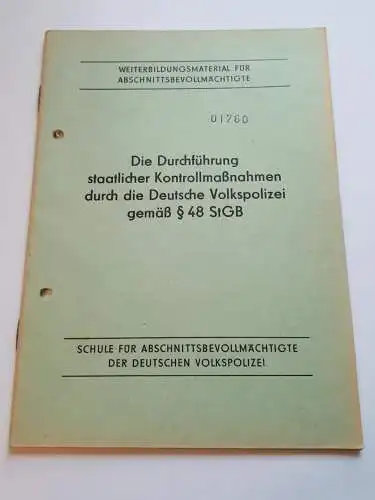 WEITERBILDUNGSMATERIAL FÜR
ABSCHNITTSBEVOLLMÄCHTIGTE
01760
Die Durchführung
staatlicher Kontrollmaßnahmen
durch die Deutsche Volkspolizei
gemäß § 48 StGB
SCHULE FÜR ABSCHNITTSBEVOLLMÄCHTIGTE
DER DEUTSCHEN VOLKSPOLIZEI